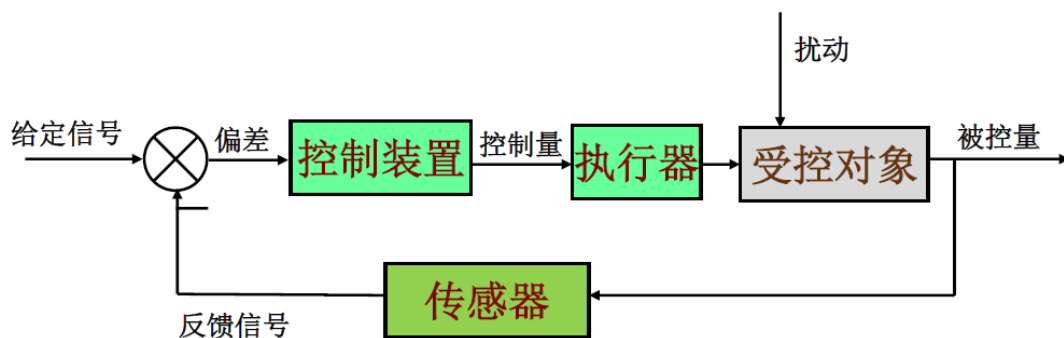 扰动
给定信号
偏差
控制装置
控制量
执行器
受控对象
被控量
传感器
反馈信号